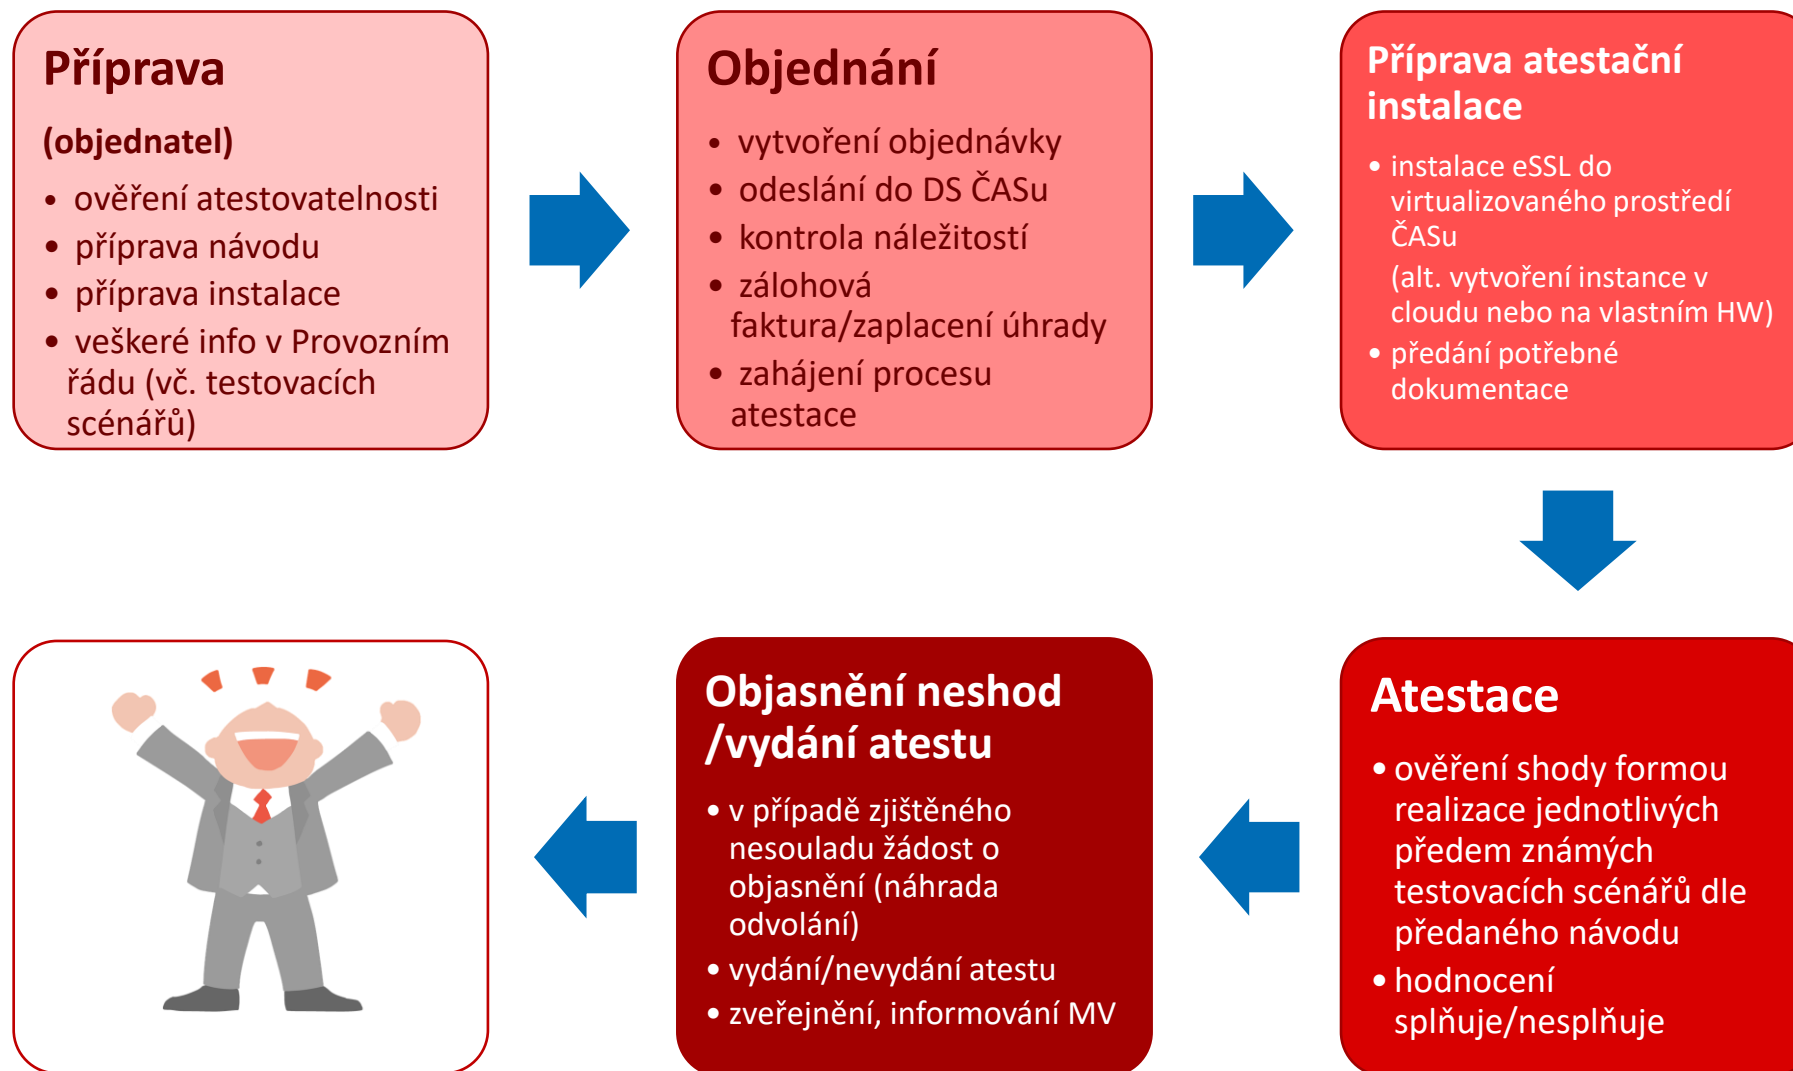 Příprava
(objednatel)
• ověření atestovatelnosti
• příprava návodu
• příprava instalace
• veškeré info v Provozním
řádu (vč. testovacích
scénářů)
Objednání
• vytvoření objednávky
• odeslání do DS ČASu
• kontrola náležitostí
• zálohová
faktura/zaplacení úhrady
• zahájení procesu
atestace
Příprava atestační
instalace
• instalace eSSL do
virtualizovaného prostředí
ČASu
(alt. vytvoření instance v
cloudu nebo na vlastním HW)
• předání potřebné
dokumentace
Atestace
• ověření shody formou
realizace jednotlivých
předem známých
testovacích scénářů dle
předaného návodu
• hodnocení
splňuje/nesplňuje
Objasnění neshod
/vydání atestu
• v případě zjištěného
nesouladu žádost o
objasnění (náhrada
odvolání)
• vydání/nevydání atestu
• zveřejnění, informování MV